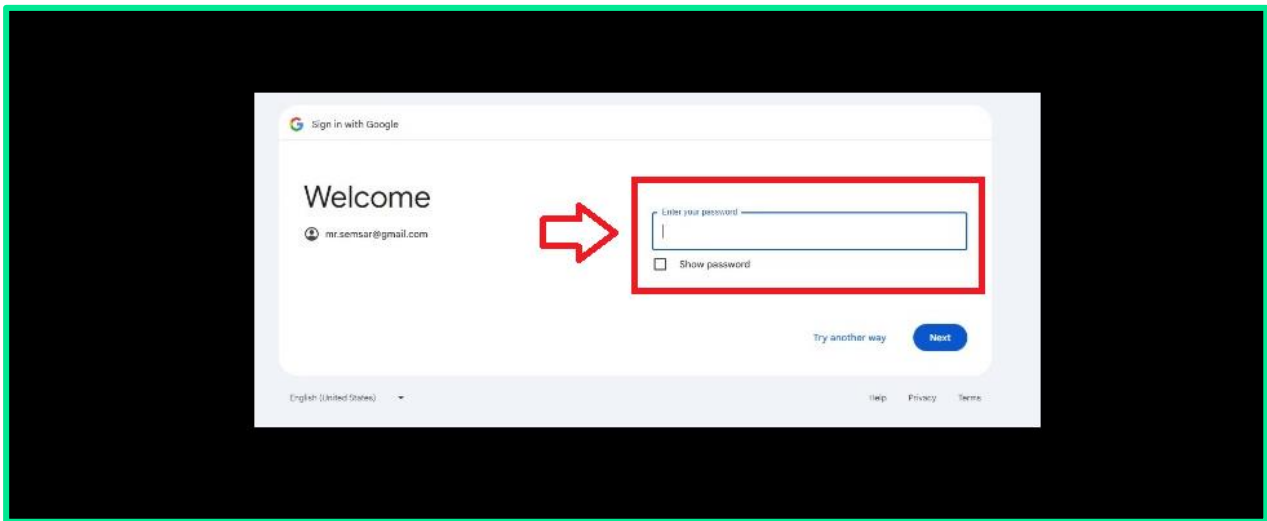 Sign in with Google
Welcome
mr.semsar@gmail.com
Enter your password
Show password
Try another way
Next
English (United States)
Help Privacy Terms